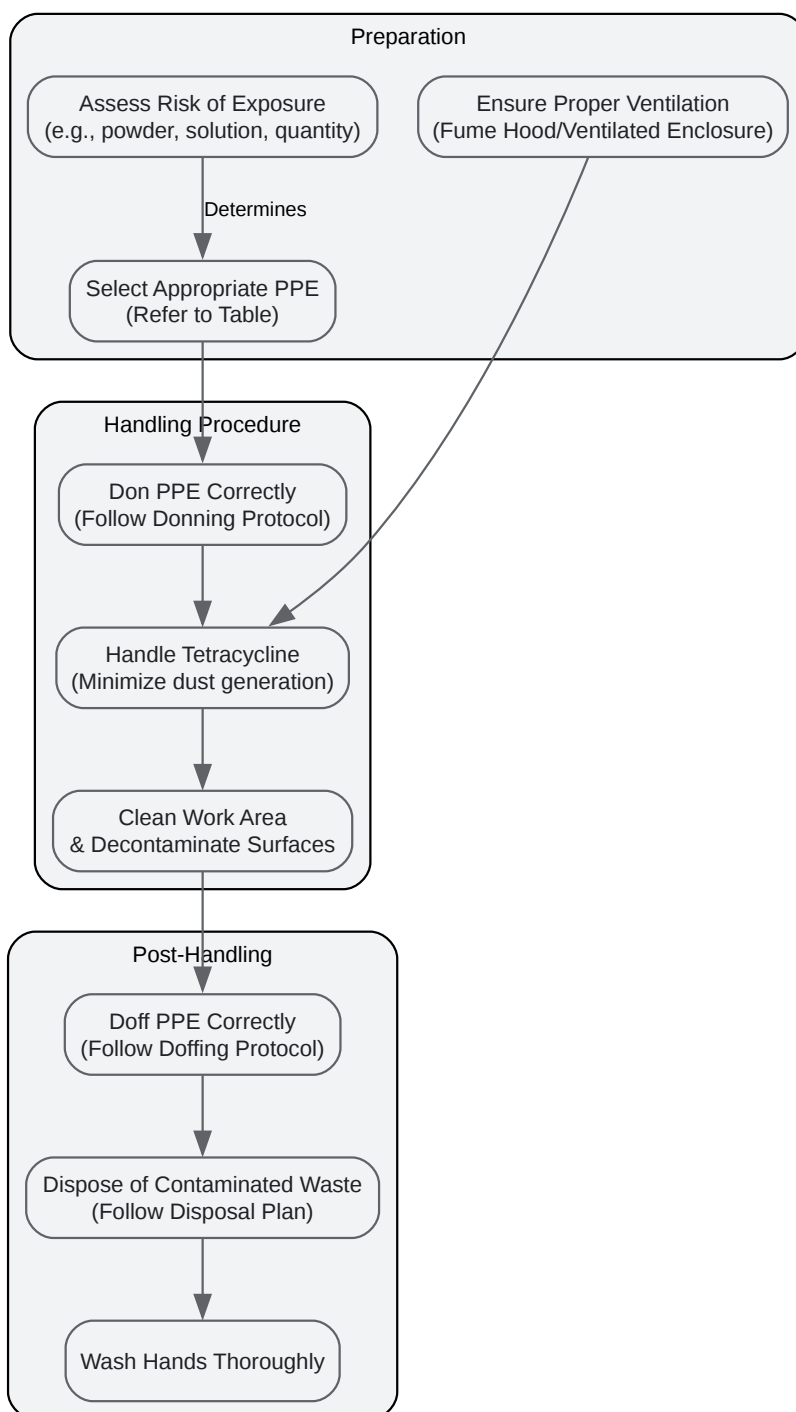 Preparation
Assess Risk of Exposure
(e.g., powder, solution, quantity)
Ensure Proper Ventilation
(Fume Hood/Ventilated Enclosure)
Determines
Select Appropriate PPE
(Refer to Table)
Handling Procedure
Don PPE Correctly
(Follow Donning Protocol)
Handle Tetracycline
(Minimize dust generation)
Clean Work Area
& Decontaminate Surfaces
Post-Handling
Doff PPE Correctly
(Follow Doffing Protocol)
Dispose of Contaminated Waste
(Follow Disposal Plan)
Wash Hands Thoroughly